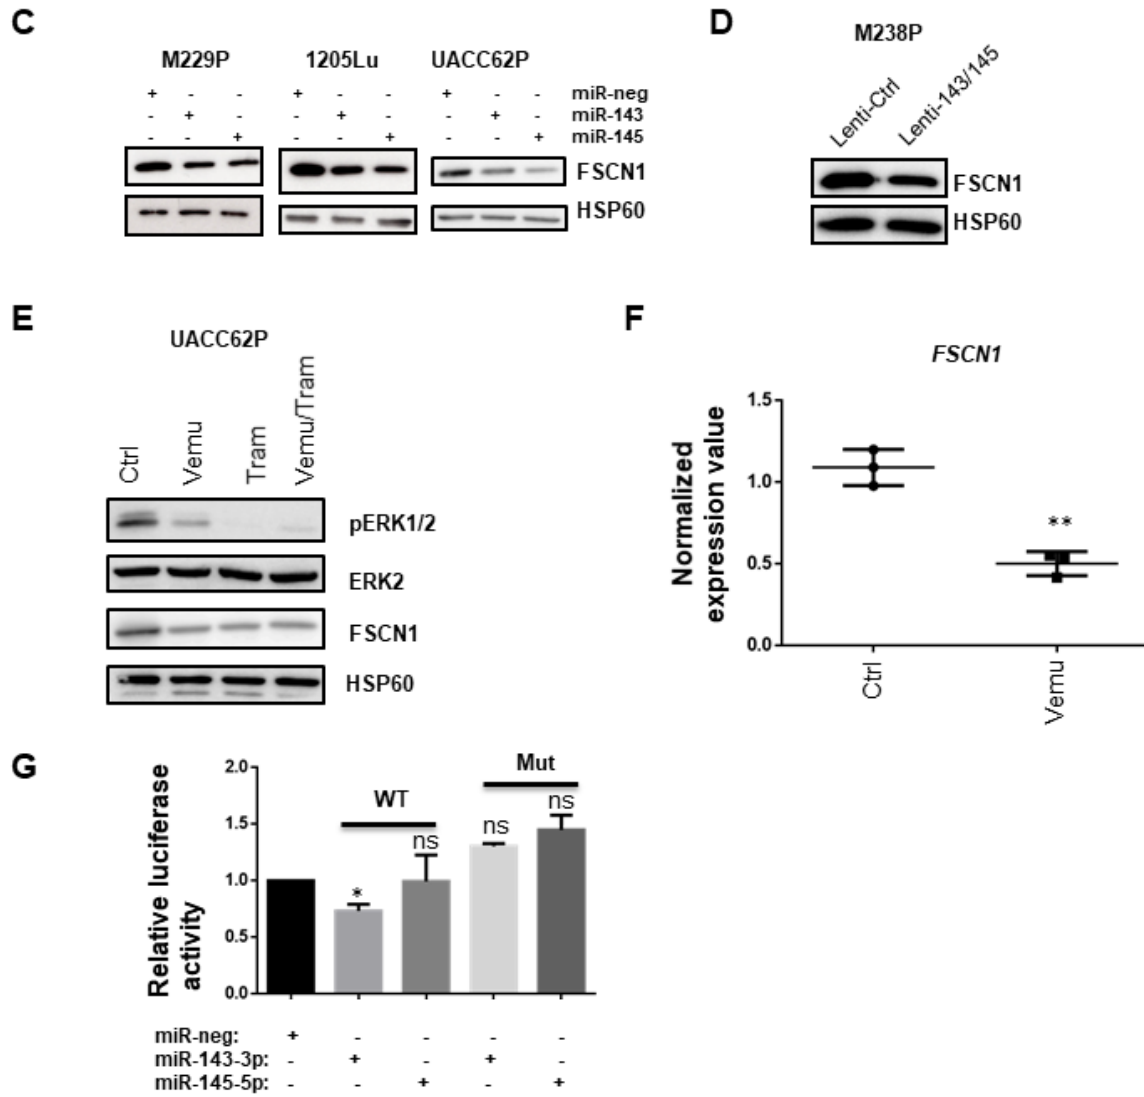 C
M229P 1205Lu UACC62P
+ - - + - - + - - miR-neg
- + - - + - - + - miR-143
- - + - - + - - + miR-145
FSCN1
HSP60
D
M238P
Lenti-Ctrl Lenti-143/145
FSCN1
HSP60
E
UACC62P
Ctrl Vemu Tram Vemu/Tram
pERK1/2
ERK2
FSCN1
HSP60
F
FSCN1
Normalized
expression value
1.5
1.0
0.5
0.0
**
Ctrl Vemu
G
Relative luciferase
activity
2.0
1.5
1.0
0.5
0.0
WT
Mut
* ns ns ns
miR-neg: + - - - -
miR-143-3p: - + - + -
miR-145-5p: - - + - +